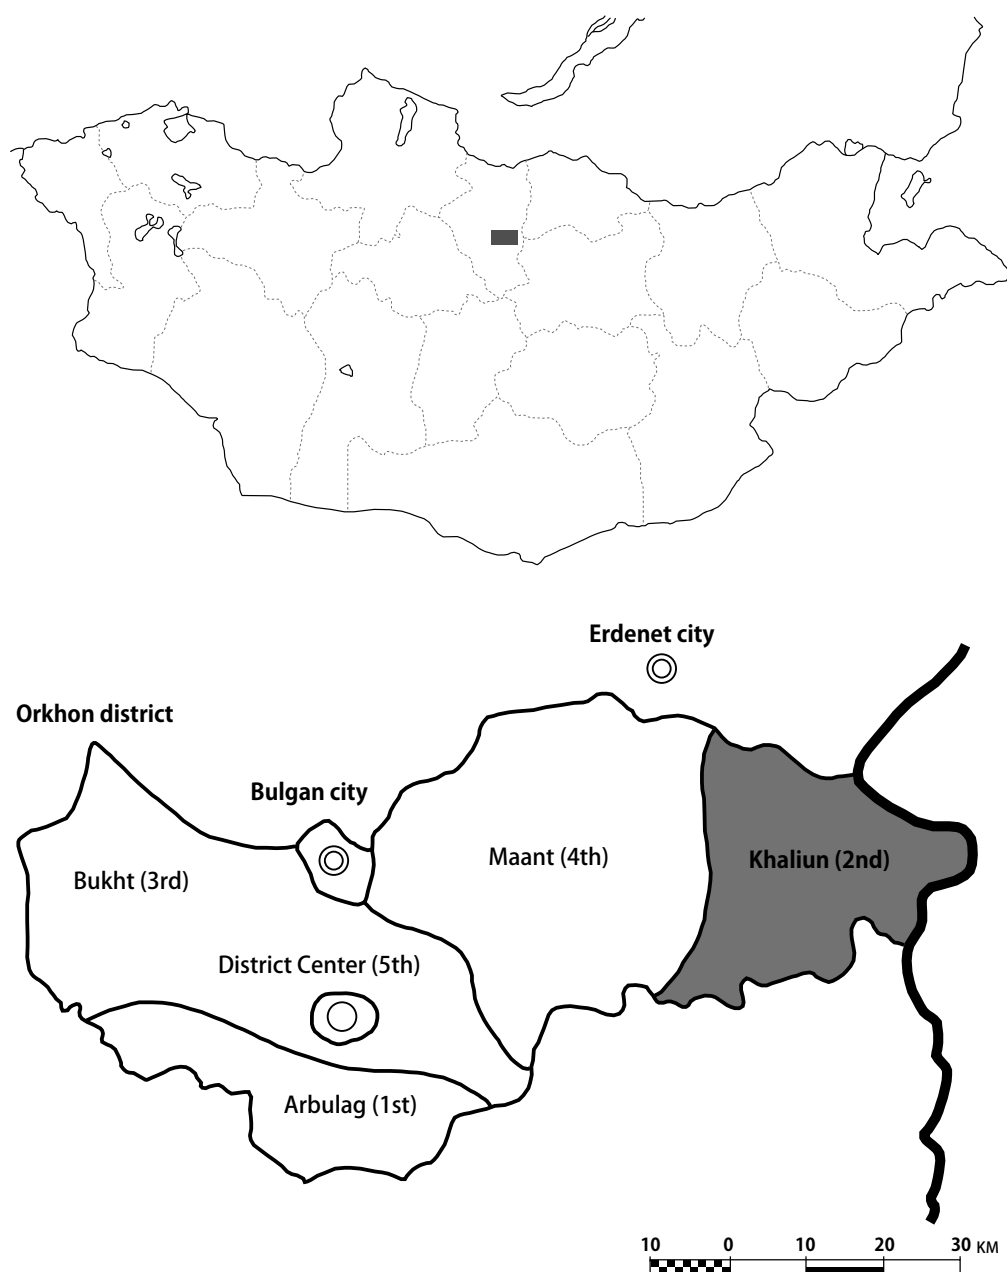 Erdenet city
Orkhon district
Bulgan city
Maant (4th)
Khaliun (2nd)
Bukht (3rd)
District Center (5th)
Arbulag (1st)
10 0 10 20 30 KM